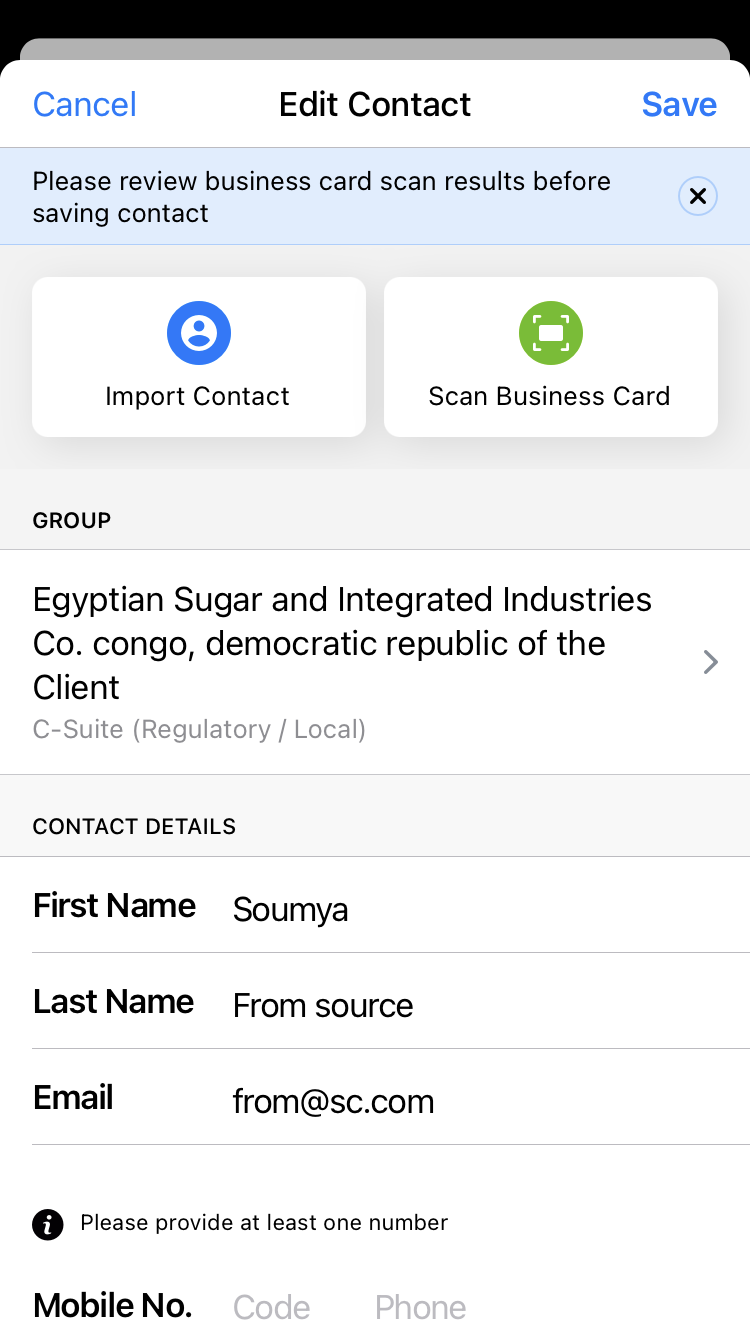 Cancel Edit Contact Save
Please review business card scan results before
saving contact
Import Contact Scan Business Card
GROUP
Egyptian Sugar and Integrated Industries
Co. congo, democratic republic of the
Client
C-Suite (Regulatory / Local)
CONTACT DETAILS
First Name Soumya
Last Name From source
Email from@sc.com
Please provide at least one number
Mobile No. Code Phone